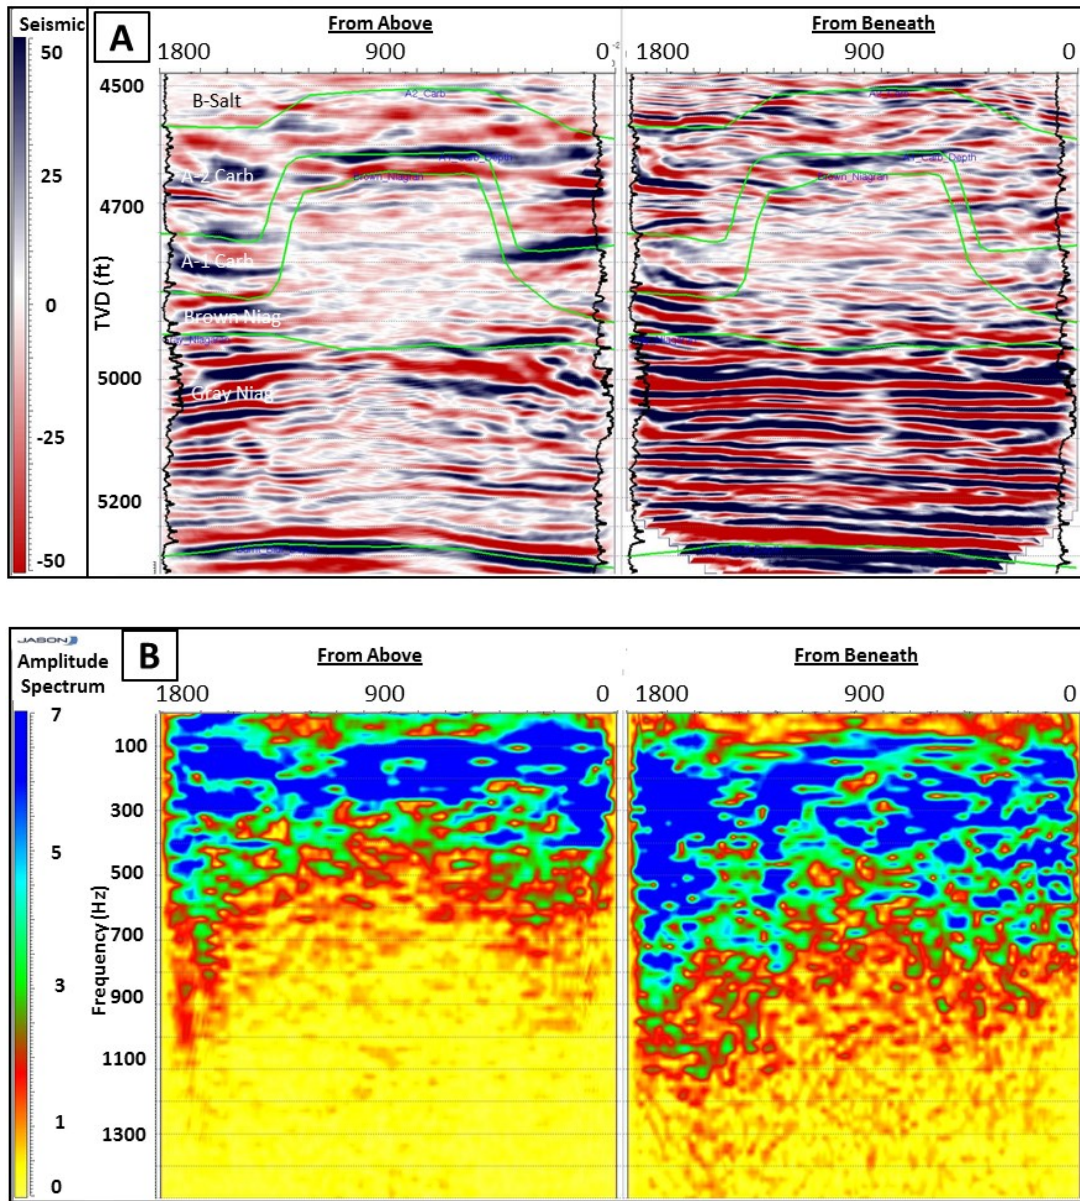 Seismic
A
From Above
From Beneath
1800 900 0
1800 900 0
50
25
0
-25
-50
TVD (ft)
4500
4700
5000
5200
B-Salt
A2_Carb
A-2 Carb
A1_Carb_Depth
Brown_Niagran
A-1 Carb
Brown Niag
Gray Niag
A1_Carb_Depth
Brown_Niagran
JASON
B
Amplitude
Spectrum
From Above
From Beneath
1800 900 0
1800 900 0
7
5
3
1
0
Frequency (Hz)
100
300
500
700
900
1100
1300